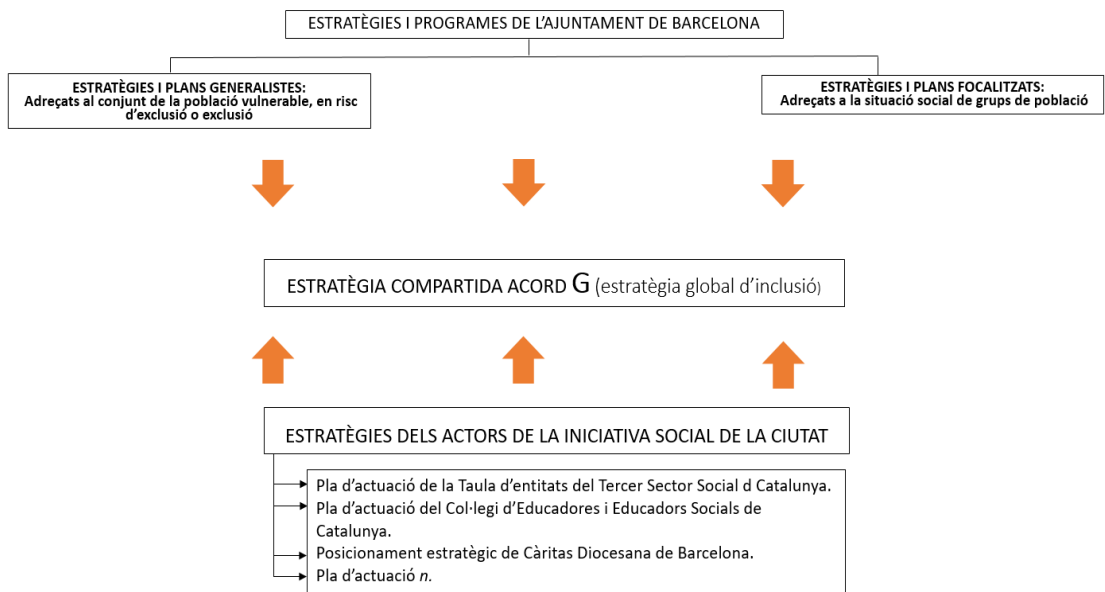 ESTRATÈGIES I PROGRAMES DE L'AJUNTAMENT DE BARCELONA
ESTRATÈGIES I PLANS GENERALISTES:
Adreçats al conjunt de la població vulnerable, en risc
d'exclusió o exclusió
ESTRATÈGIES I PLANS FOCALITZATS:
Adreçats a la situació social de grups de població
ESTRATÈGIA COMPARTIDA ACORD G (estratègia global d'inclusió)
ESTRATÈGIES DELS ACTORS DE LA INICIATIVA SOCIAL DE LA CIUTAT
Pla d'actuació de la Taula d'entitats del Tercer Sector Social d Catalunya.
Pla d'actuació del Col·legi d'Educadores i Educadors Socials de
Catalunya.
Posicionament estratègic de Càritas Diocesana de Barcelona.
Pla d'actuació n.